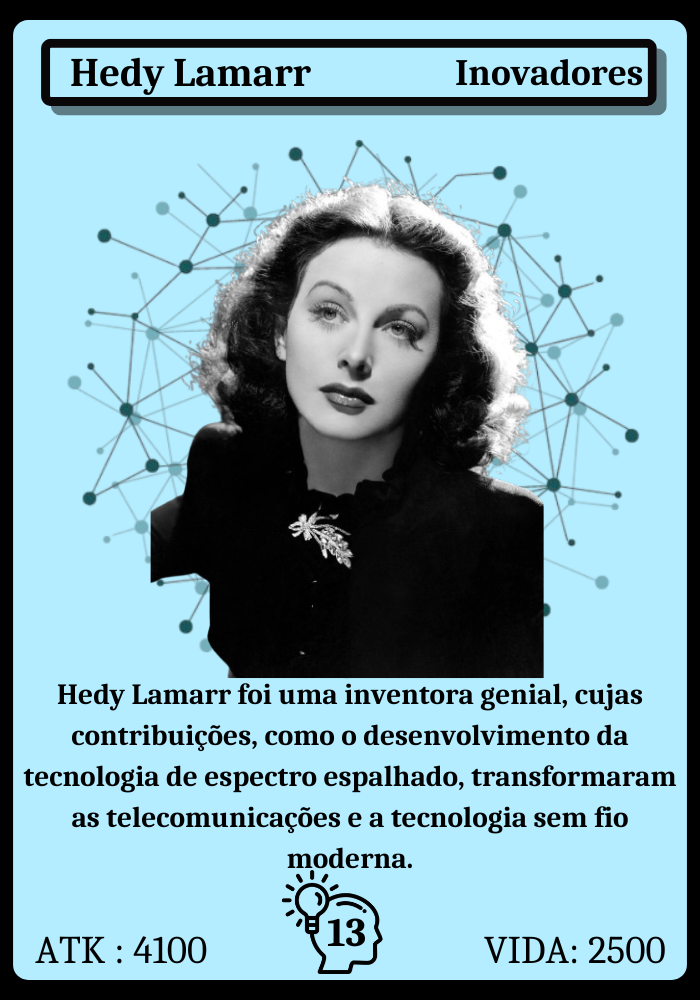 Hedy Lamarr Inovadores
Hedy Lamarr foi uma inventora genial, cujas
contribuições, como o desenvolvimento da
tecnologia de espectro espalhado, transformaram
as telecomunicações e a tecnologia sem fio
moderna.
13
ATK : 4100 VIDA: 2500